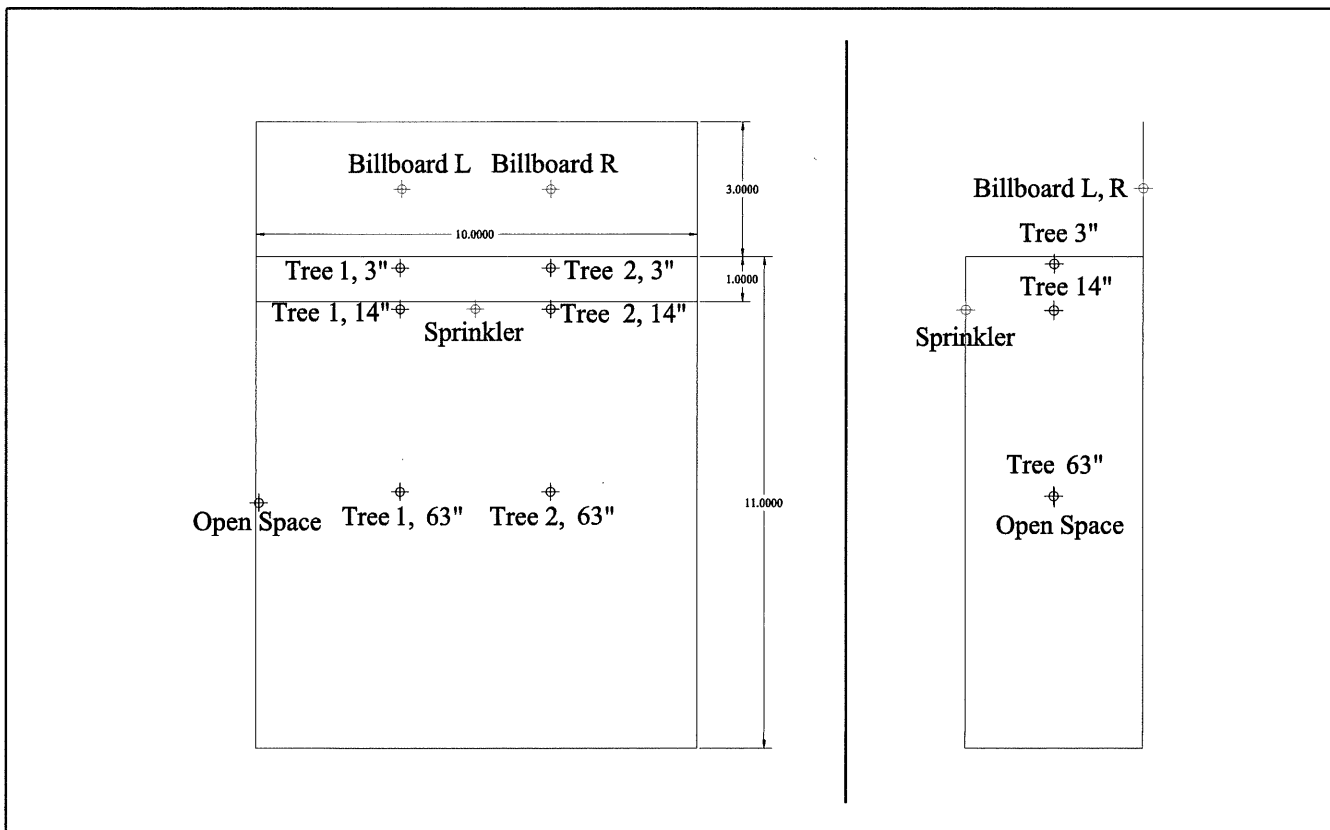 Billboard L Billboard R
3.0000
10.0000
Tree 1, 3" Tree 2, 3"
1.0000
Tree 1, 14" Sprinkler Tree 2, 14"
11.0000
Open Space Tree 1, 63" Tree 2, 63"
Billboard L, R
Tree 3"
Tree 14"
Sprinkler
Tree 63"
Open Space